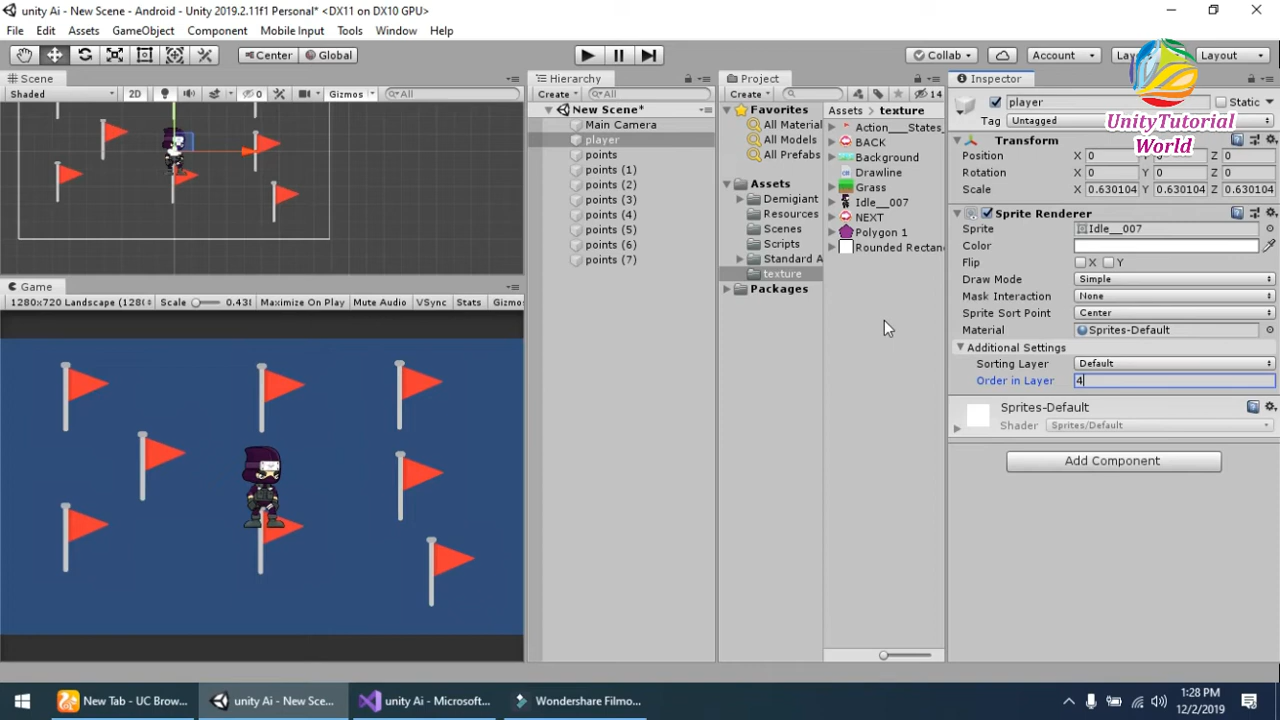 unity Ai - New Scene - Android - Unity 2019.2.11f1 Personal* <DX11 on DX10 GPU>
File Edit Assets GameObject Component Mobile Input Tools Window Help
Center Global Collab Account Layout
Scene
Shaded 2D 0 Gizmos All
Game
1280x720 Landscape (128( Scale 0.43 Maximize On Play Mute Audio VSync Stats Gizmos
Hierarchy
Create All
New Scene*
Main Camera
player
points
points (1)
points (2)
points (3)
points (4)
points (5)
points (6)
points (7)
Project
Create 14
Favorites
All Material
All Models
All Prefabs
Assets
Demigiant
Resources
Scenes
Scripts
Standard A
texture
Packages
Assets texture
Action___States_
BACK
Background
Drawline
Grass
Idle__007
NEXT
Polygon 1
Rounded Rectan
Inspector
player Static
Tag Untagged
UnityTutorial
World
Transform
Position X 0 Y 0 Z 0
Rotation X 0 Y 0 Z 0
Scale X 0.630104 Y 0.630104 Z 0.630104
Sprite Renderer
Sprite Idle__007
Color
Flip X Y
Draw Mode Simple
Mask Interaction None
Sprite Sort Point Center
Material Sprites-Default
Additional Settings
Sorting Layer Default
Order in Layer 4
Sprites-Default
Shader Sprites/Default
Add Component
New Tab - UC Brow... unity Ai - New Sce... unity Ai - Microsoft... Wondershare Filmo...
1:28 PM
12/2/2019